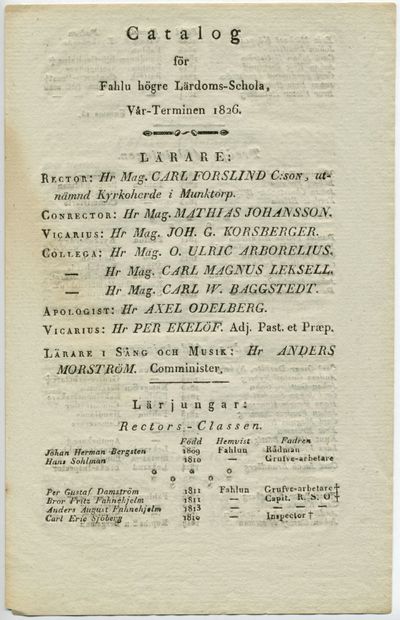 Catalog
för
Fahlu högre Lärdoms-Schola,
Vår-Terminen 1826.
LÄRARE:
RECTOR: Hr Mag. CARL FORSLIND C:SON, ut-
nämnd Kyrkoherde i Munktorp.
CONRECTOR: Hr Mag. MATHIAS JOHANSSON.
VICARIUS: Hr Mag. JOH. G. KORSBERGER.
COLLEGA: Hr Mag. O. ULRIC ARBORELIUS.
— Hr Mag. CARL MAGNUS LEKSELL.
— Hr Mag. CARL W. BAGGSTEDT.
APOLOGIST: Hr AXEL ODELBERG.
VICARIUS: Hr PER EKELÖF. Adj. Past. et Præp.
LÄRARE I SÅNG OCH MUSIK: Hr ANDERS
MORSTRÖM. Comminister.
Lärjungar:
Rectors-Classen.
Född Hemvist Fadren
Johan Herman Bergsten 1809 Fahlun Rådman
Hans Sohlman 1810 — Grufve-arbetare
Per Gustaf Damström 1811 Fahlun Grufve-arbetare†
Bror Fritz Fahnehjelm 1811 — Capit. R. S. O†
Anders August Fahnehjelm 1813 — — — —
Carl Eric Sjöberg 1810 — Inspector†